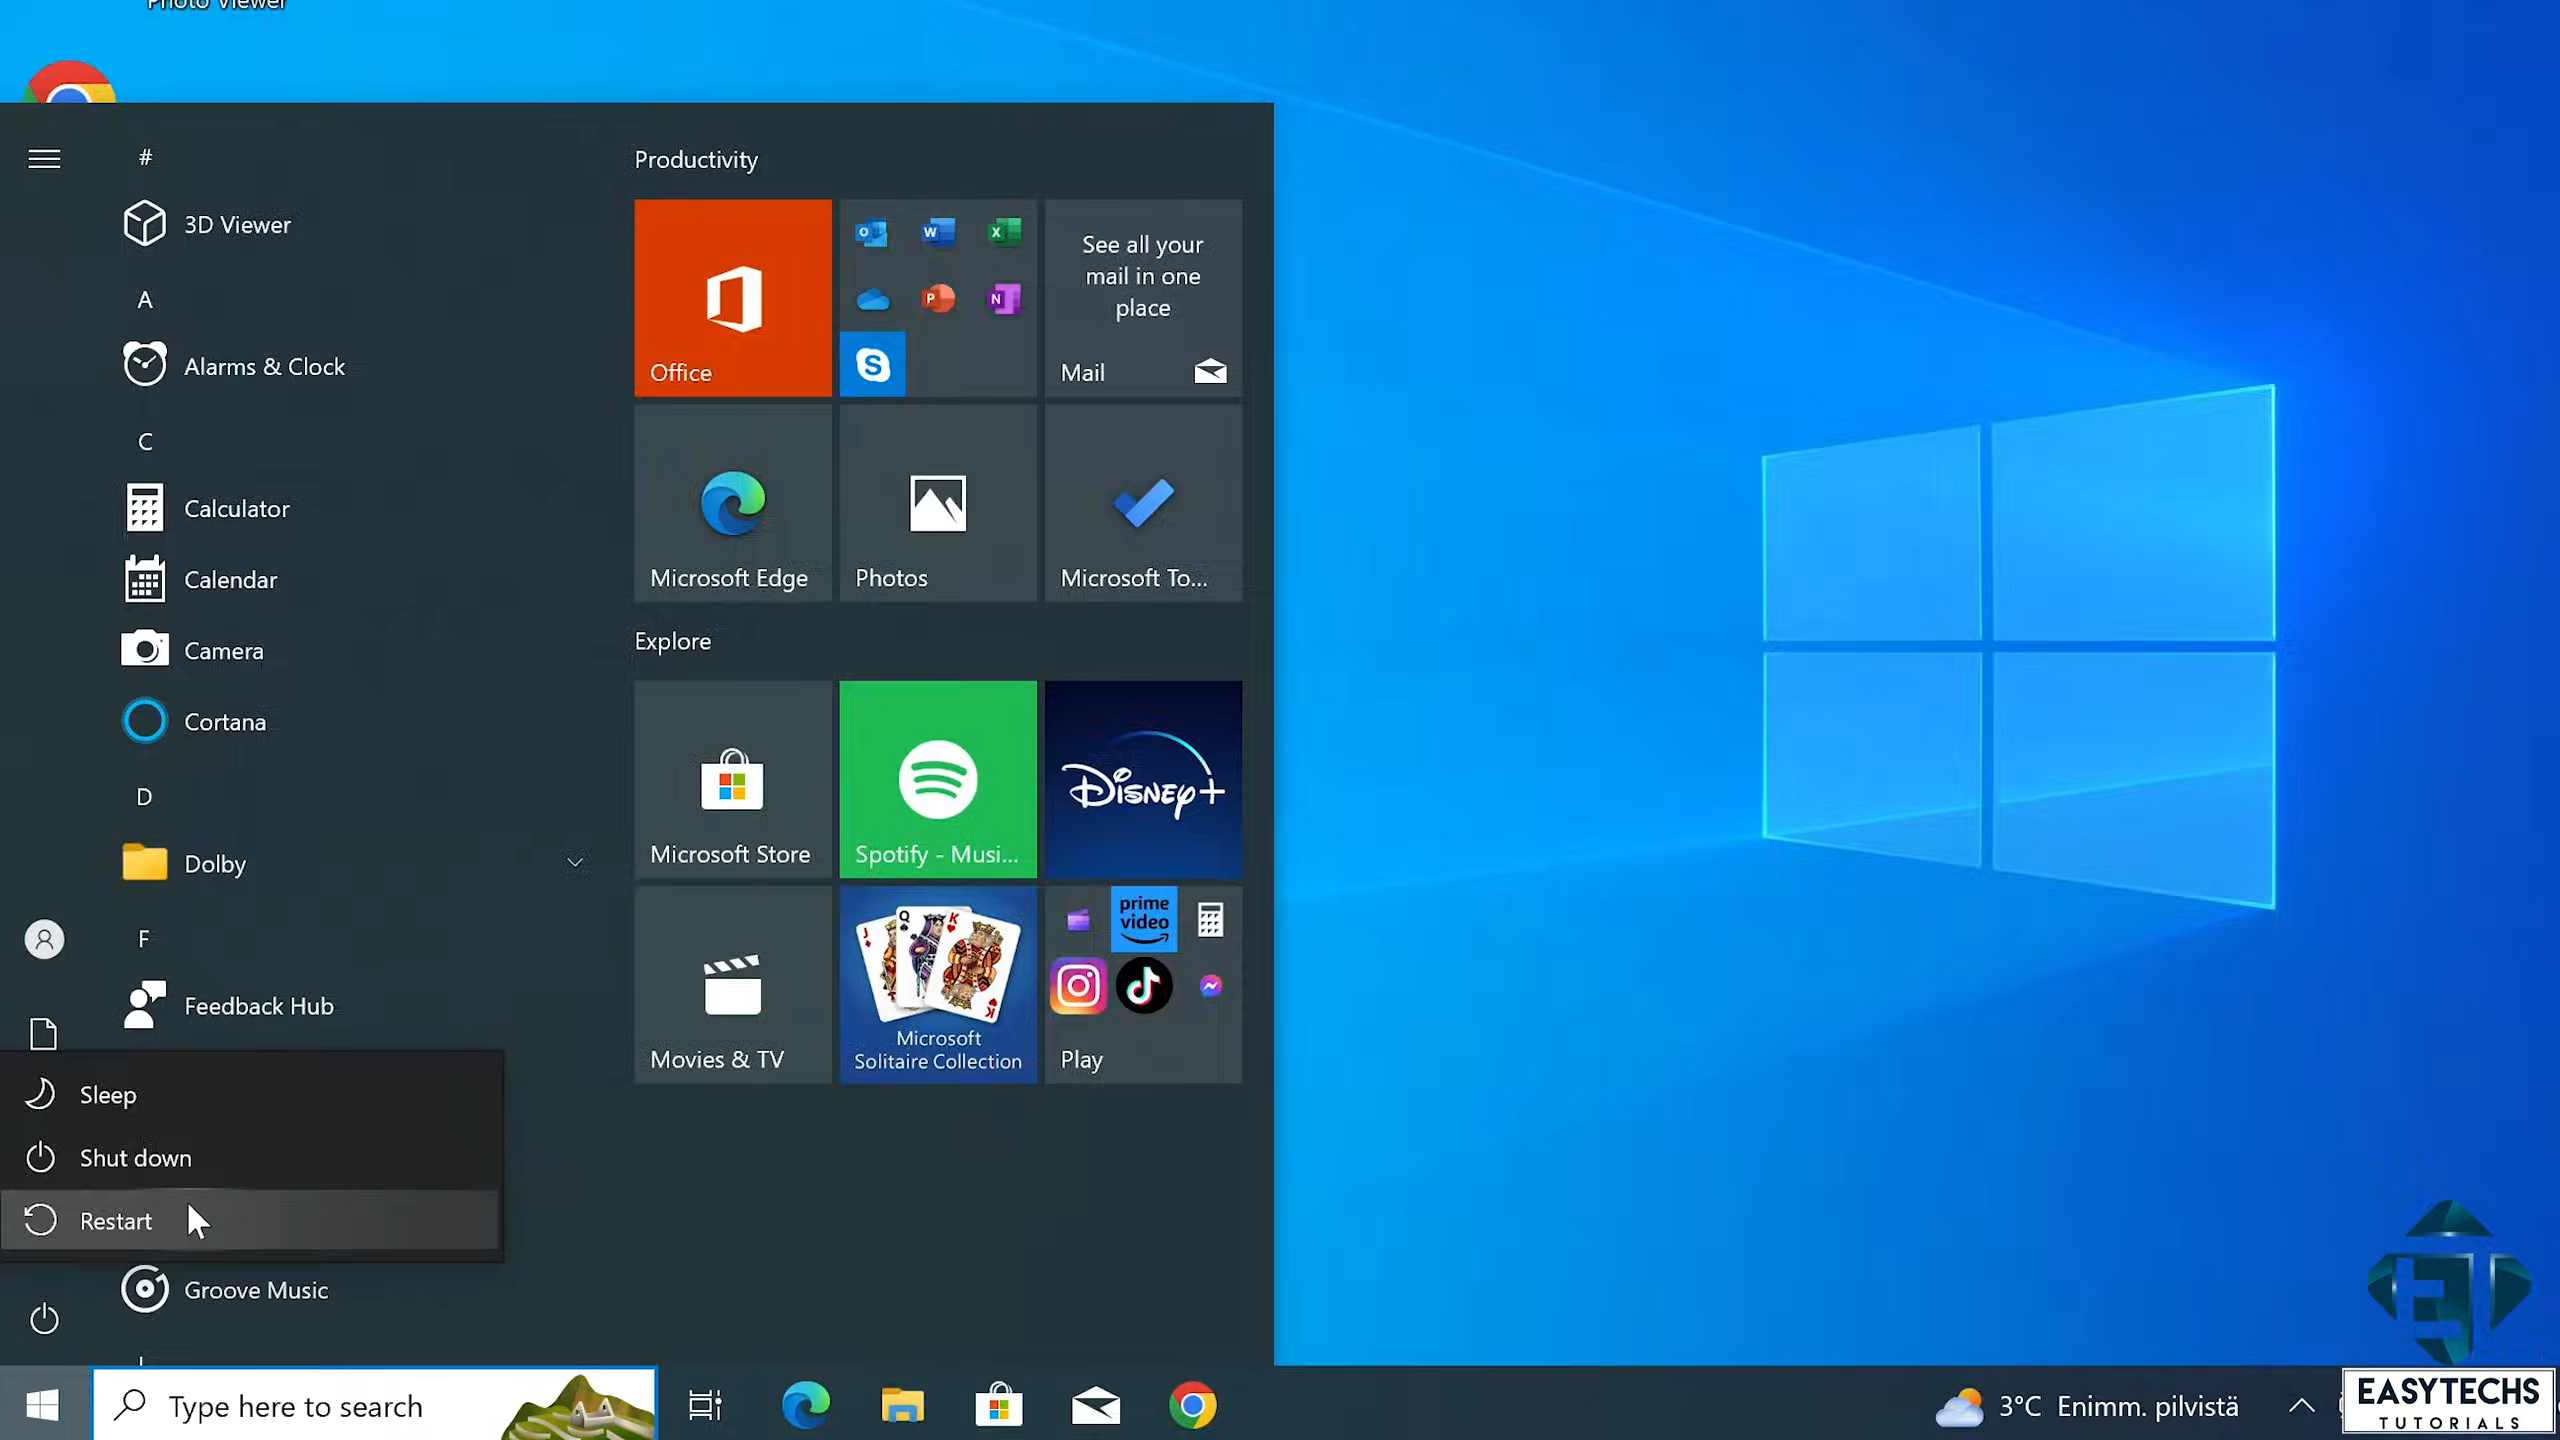 Photo Viewer
#
3D Viewer
A
Alarms & Clock
C
Calculator
Calendar
Camera
Cortana
D
Dolby
F
Feedback Hub
Sleep
Shut down
Restart
Groove Music
Productivity
Office
O
W
X
P
N
S
See all your
mail in one
place
Mail
Microsoft Edge
Photos
Microsoft To...
Explore
Microsoft Store
Spotify - Musi...
Disney+
Movies & TV
J
Q
K
K
Microsoft
Solitaire Collection
prime
video
Play
Type here to search
3°C Enimm. pilvistä
ET
EASYTECHS
TUTORIALS